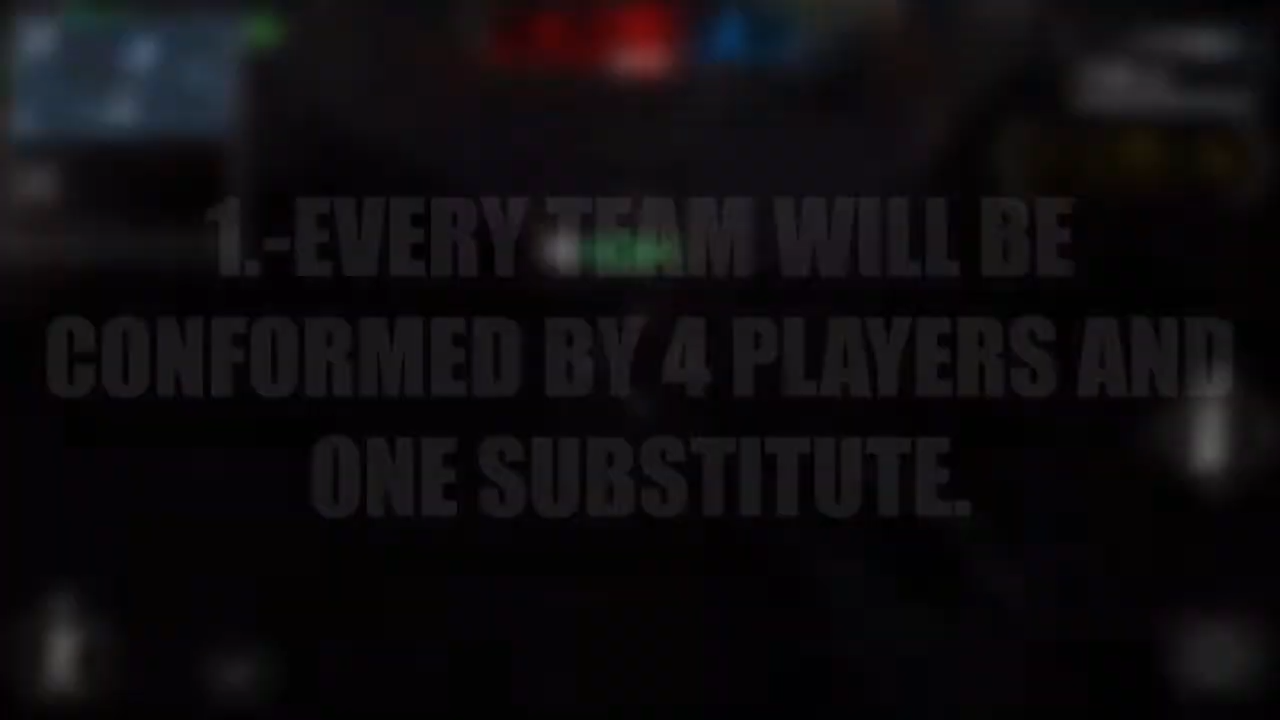 1.-EVERY TEAM WILL BE
CONFORMED BY 4 PLAYERS AND
ONE SUBSTITUTE.